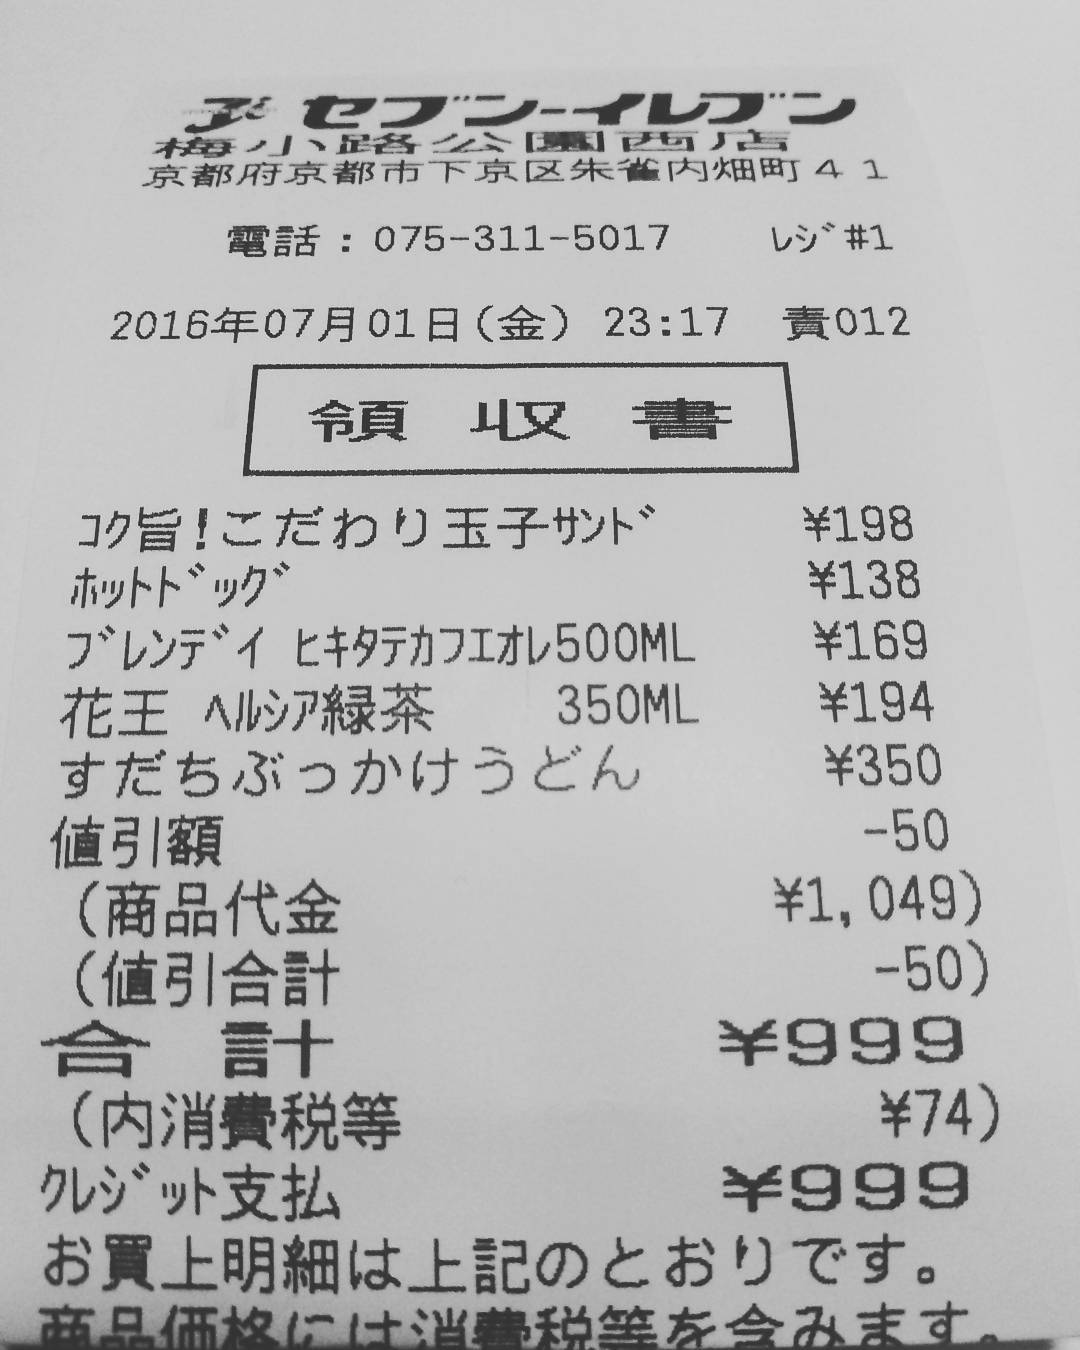 セブン-イレブン
梅小路公園西店
京都府京都市下京区朱雀内畑町41
電話：075-311-5017 ﾚｼﾞ#1
2016年07月01日(金) 23:17 責012
領収書
ｺｸ旨!こだわり玉子ｻﾝﾄﾞ ¥198
ﾎｯﾄﾄﾞｯｸﾞ ¥138
ﾌﾞﾚﾝﾃﾞｲ ﾋｷﾀﾃｶﾌｴｵﾚ500ML ¥169
花王 ﾍﾙｼｱ緑茶 350ML ¥194
すだちぶっかけうどん ¥350
値引額 -50
(商品代金 ¥1,049)
(値引合計 -50)
合計 ¥999
(内消費税等 ¥74)
ｸﾚｼﾞｯﾄ支払 ¥999
お買上明細は上記のとおりです。
商品価格には消費税等を含みます。